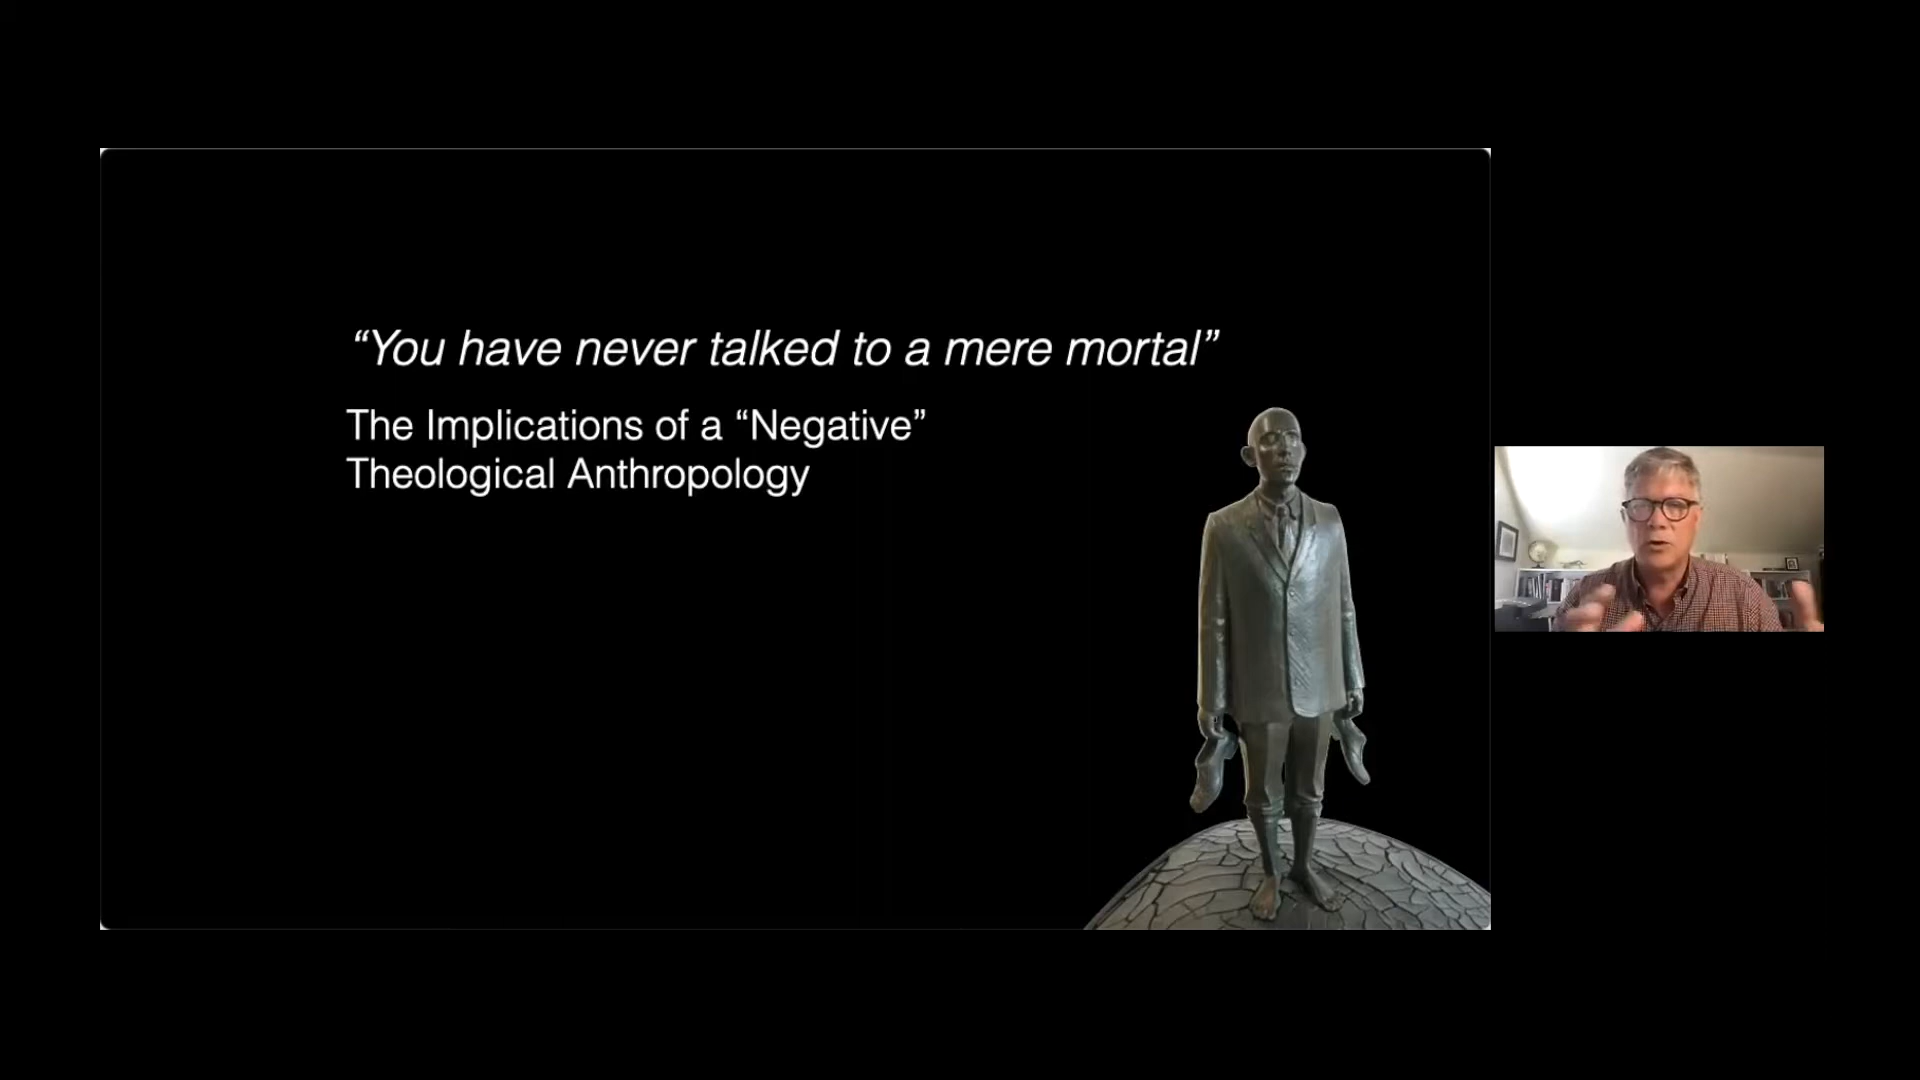 “You have never talked to a mere mortal”
The Implications of a “Negative”
Theological Anthropology